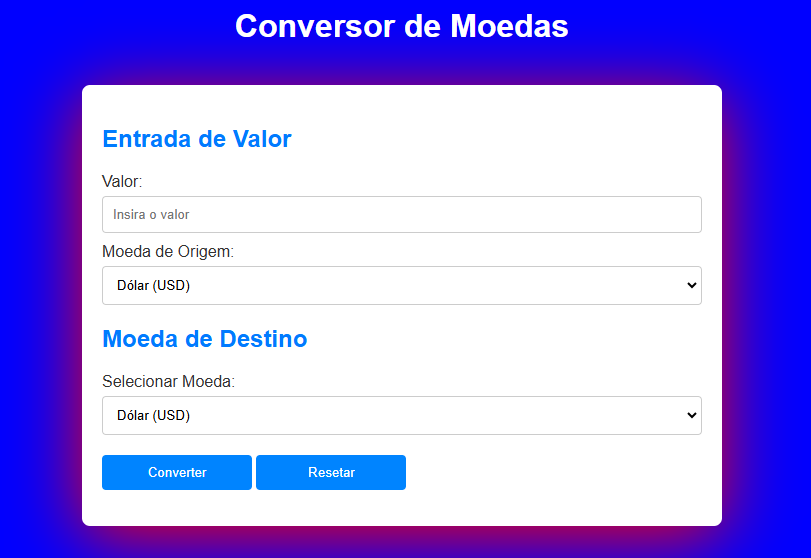 Conversor de Moedas
Entrada de Valor
Valor:
Insira o valor
Moeda de Origem:
Dólar (USD)
Moeda de Destino
Selecionar Moeda:
Dólar (USD)
Converter Resetar